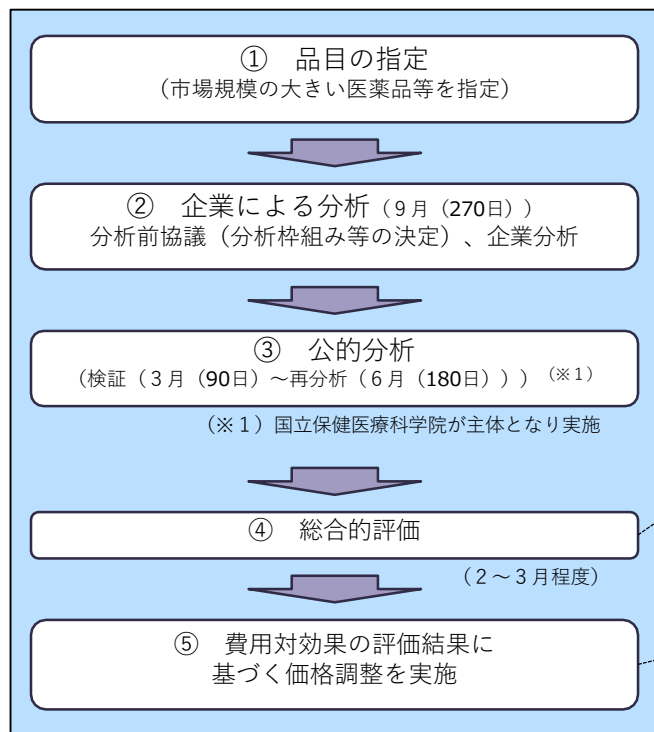 ① 品目の指定
(市場規模の大きい医薬品等を指定)
② 企業による分析（９月（270日））
分析前協議（分析枠組み等の決定）、企業分析
③ 公的分析
(検証（３月（90日）～再分析（６月（180日）））（※１）
（※１）国立保健医療科学院が主体となり実施
④ 総合的評価
（２～３月程度）
⑤ 費用対効果の評価結果に
基づく価格調整を実施